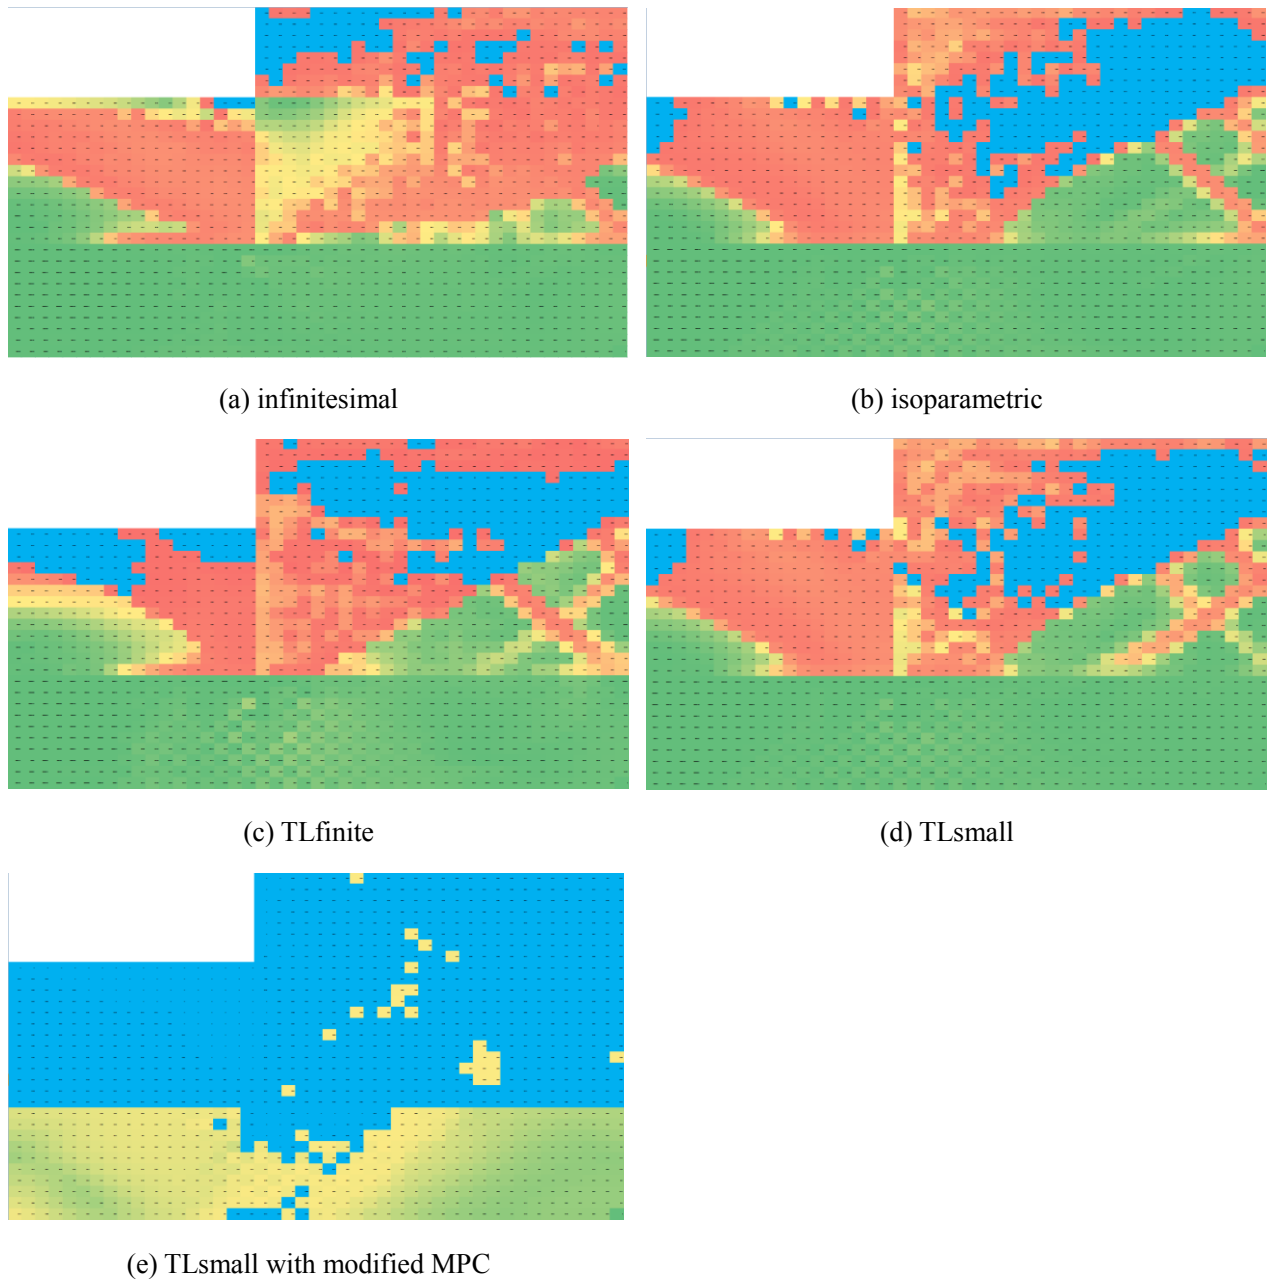 (a) infinitesimal
(b) isoparametric
(c) TLfinite
(d) TLsmall
(e) TLsmall with modified MPC